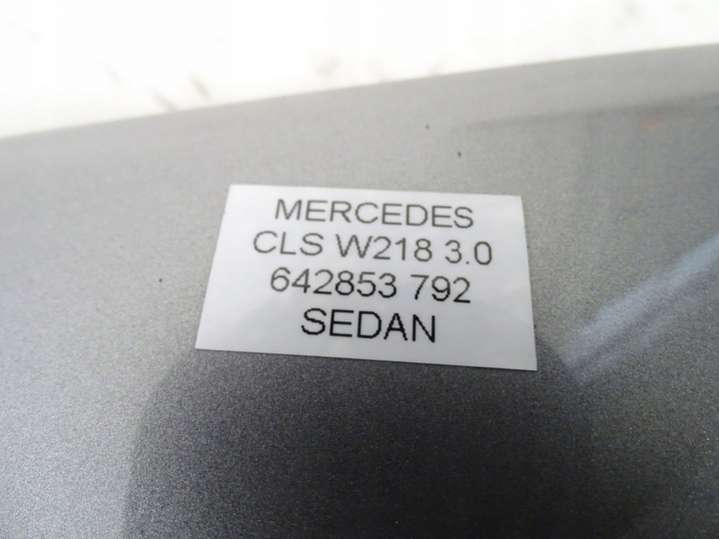 MERCEDES
CLS W218 3.0
642853 792
SEDAN